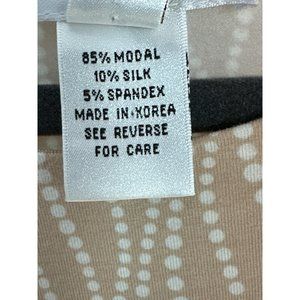 85% MODAL
10% SILK
5% SPANDEX
MADE IN KOREA
SEE REVERSE
FOR CARE